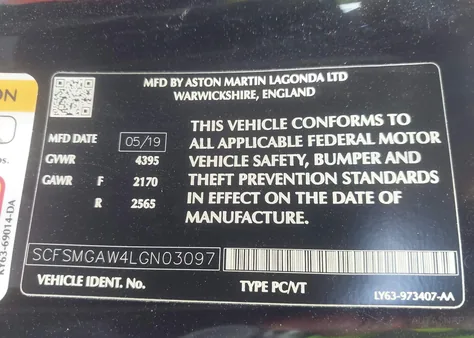 MFD BY ASTON MARTIN LAGONDA LTD
WARWICKSHIRE, ENGLAND
MFD DATE 05/19
GVWR 4395
GAWR F 2170
R 2565
THIS VEHICLE CONFORMS TO
ALL APPLICABLE FEDERAL MOTOR
VEHICLE SAFETY, BUMPER AND
THEFT PREVENTION STANDARDS
IN EFFECT ON THE DATE OF
MANUFACTURE.
SCFSMGAW4LGN03097
VEHICLE IDENT. No.
TYPE PC/VT
LY63-973407-AA
ON
os.
KY63-69014-DA